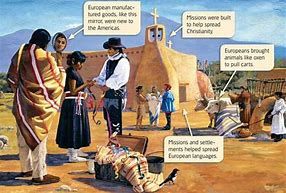 European manufac-
tured goods, like this
mirror, were new to
the Americas.
Missions were built
to help spread
Christianity.
Europeans brought
animals like oxen
to pull carts.
Missions and settle-
ments helped spread
European languages.